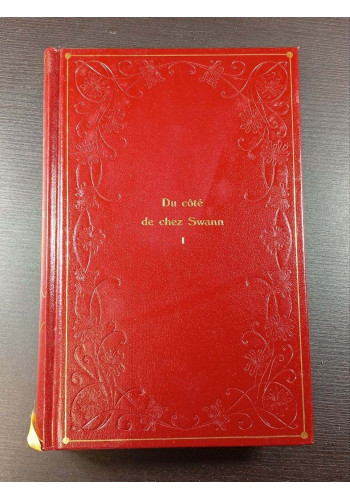 Du côté
de chez Swann
I